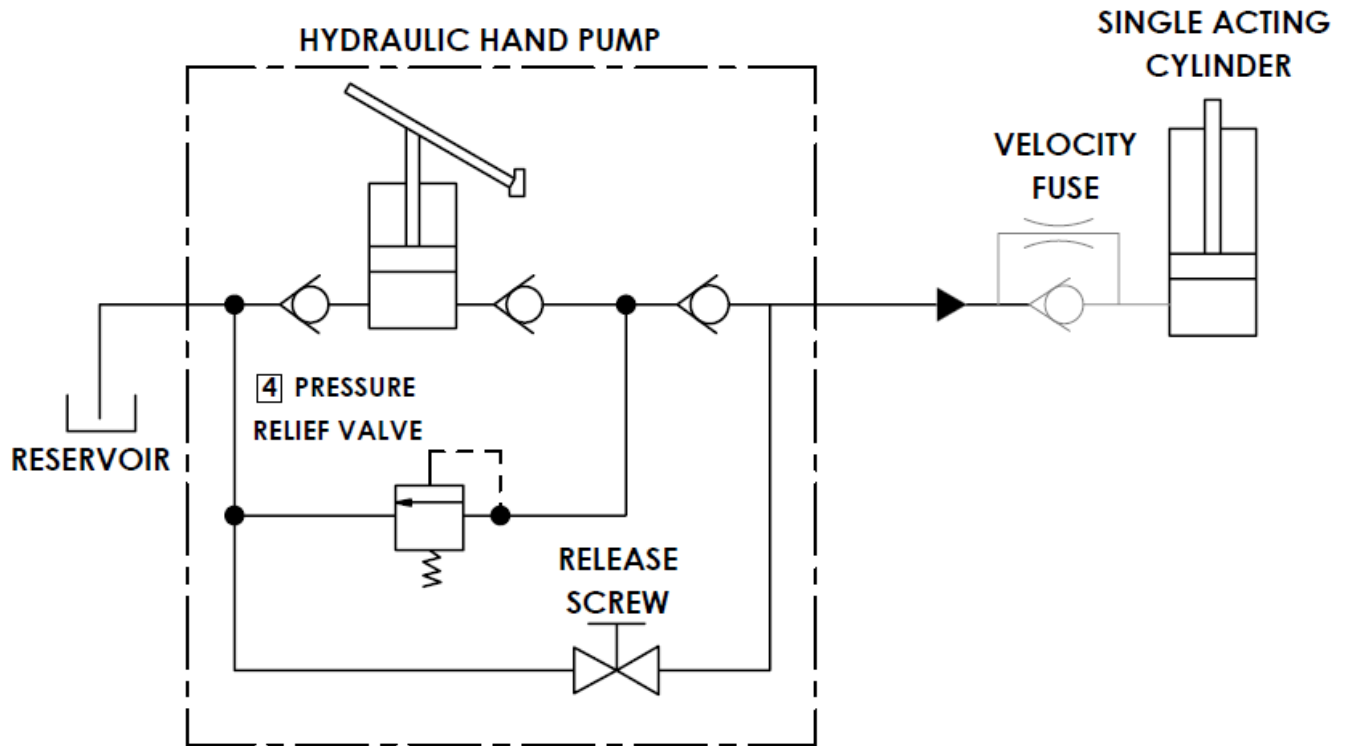 HYDRAULIC HAND PUMP
SINGLE ACTING
CYLINDER
VELOCITY
FUSE
4 PRESSURE
RELIEF VALVE
RESERVOIR
RELEASE
SCREW